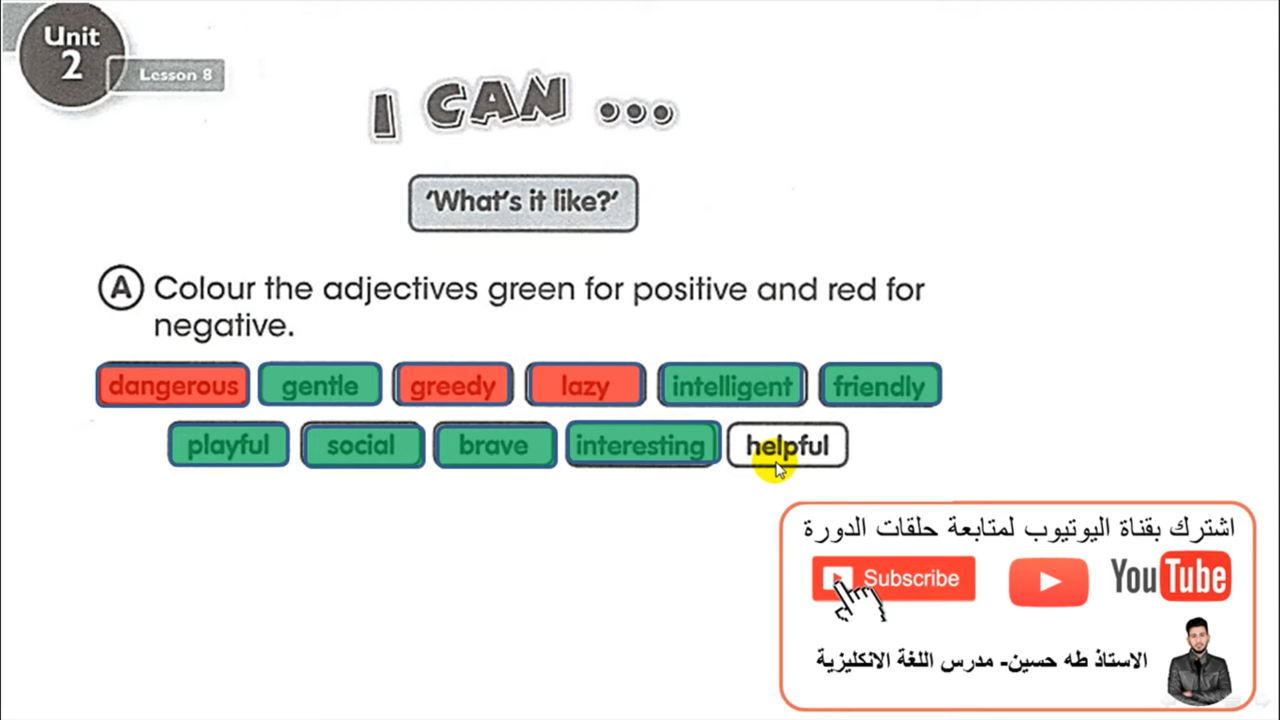 Unit
2
Lesson 8
I CAN ...
‘What’s it like?’
A Colour the adjectives green for positive and red for
negative.
dangerous gentle greedy lazy intelligent friendly
playful social brave interesting helpful
اشترك بقناة اليوتيوب لمتابعة حلقات الدورة
Subscribe YouTube
الاستاذ طه حسين- مدرس اللغة الانكليزية